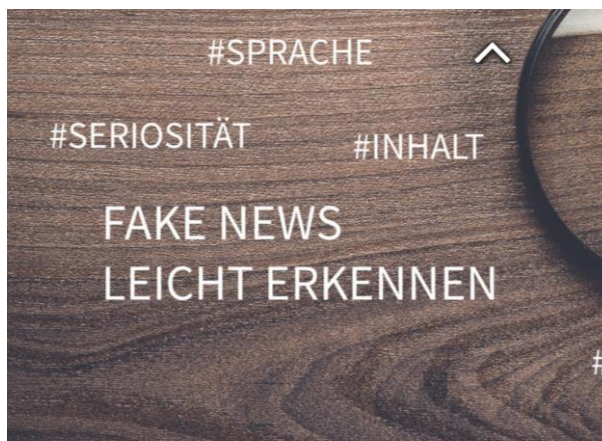 #SPRACHE
#SERIOSITÄT
#INHALT
FAKE NEWS
LEICHT ERKENNEN
#